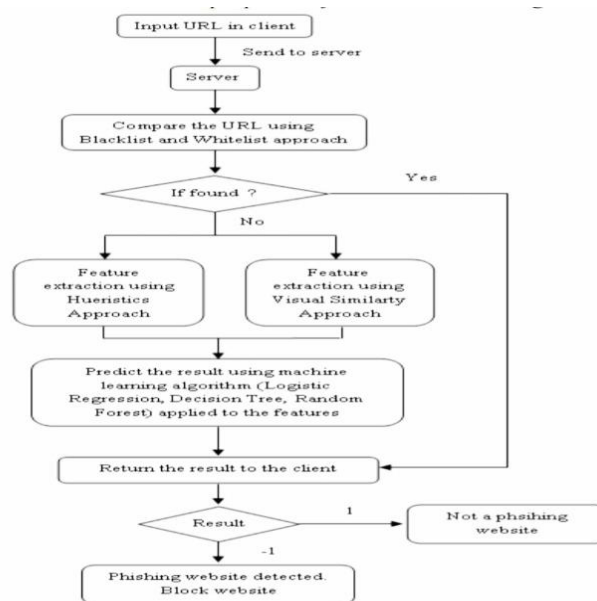 Input URL in client
Send to server
Server
Compare the URL using
Blacklist and Whitelist approach
If found ?
Yes
No
Feature
extraction using
Hueristics
Approach
Feature
extraction using
Visual Similarty
Approach
Predict the result using machine
learning algorithm (Logistic
Regression, Decision Tree, Random
Forest) applied to the features
Return the result to the client
Result
1
Not a phsihing
website
-1
Phishing website detected.
Block website